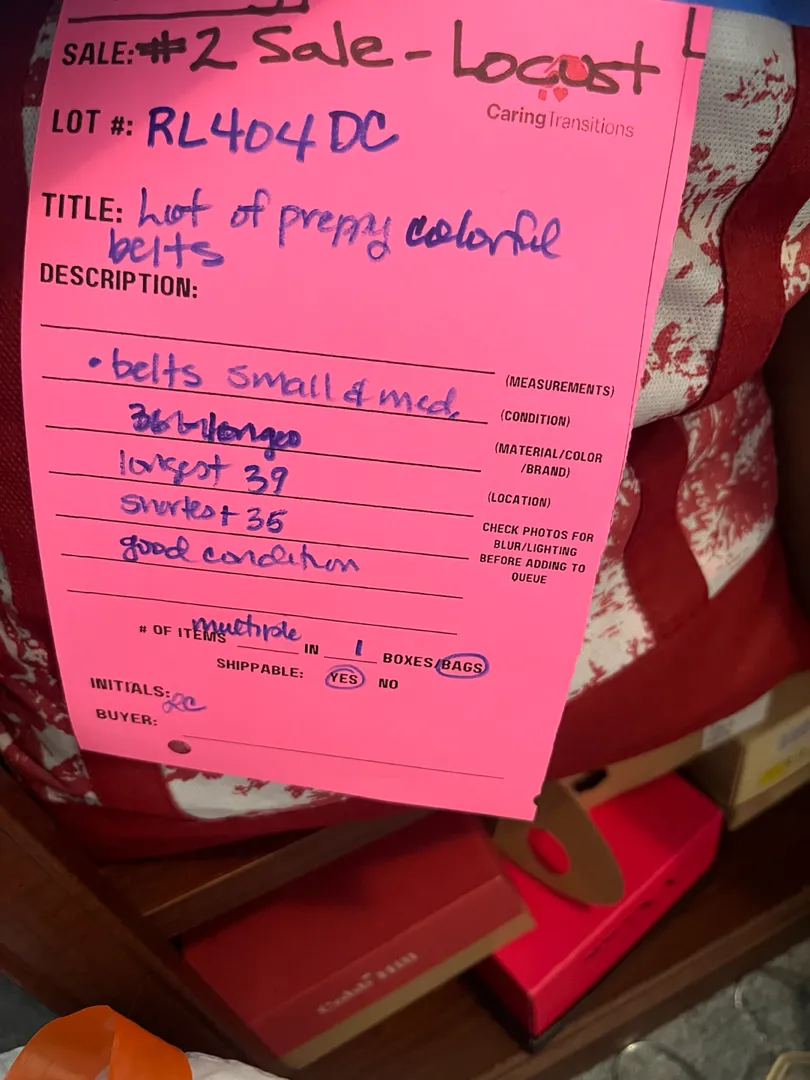 SALE: #2 Sale - Locust L
CaringTransitions
LOT #: RL404DC
TITLE: Lot of preppy colorful
belts
DESCRIPTION:
(MEASUREMENTS)
• belts small & med.
(CONDITION)
(MATERIAL/COLOR
/BRAND)
longest 39
(LOCATION)
shortest 35
CHECK PHOTOS FOR
BLUR/LIGHTING
BEFORE ADDING TO
QUEUE
good condition
# OF ITEMS multiple IN 1 BOXES/BAGS
SHIPPABLE: YES NO
INITIALS: RC
BUYER: